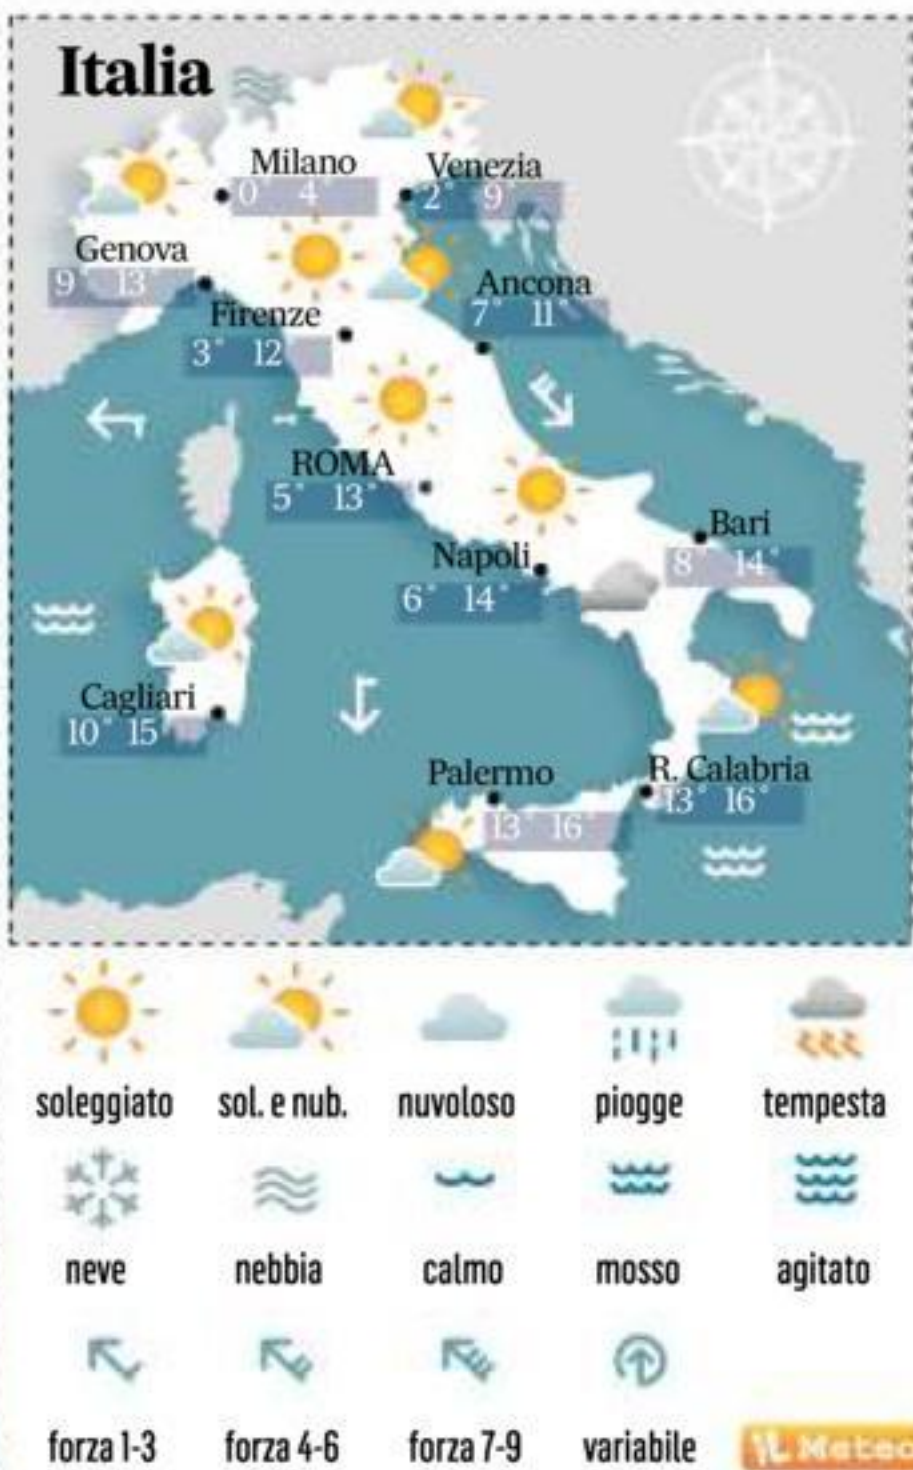 Italia
Milano
0° 4°
Venezia
2° 9°
Genova
9° 13°
Firenze
3° 12
Ancona
7° 11°
ROMA
5° 13°
Bari
8 14°
Napoli
6° 14°
Cagliari
10° 15
Palermo
13° 16°
R. Calabria
13° 16°
soleggiato sol. e nub. nuvoloso piogge tempesta
neve nebbia calmo mosso agitato
forza 1-3 forza 4-6 forza 7-9 variabile